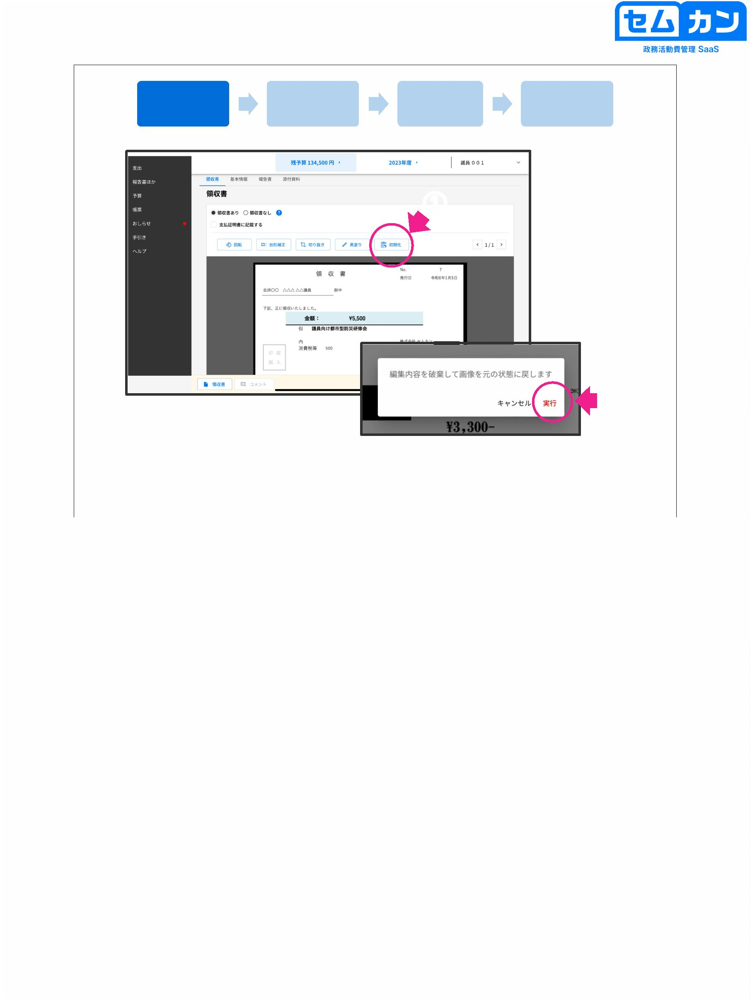 セムカン
政務活動費管理 SaaS
残予算 134,500 円
2023年度
議員 ００１
支出
報告書ほか
予算
帳票
おしらせ
手引き
ヘルプ
領収書 基本情報 報告書 添付資料
領収書
領収書あり 領収書なし ?
支払証明書に記載する
回転 台形補正 切り抜き 黒塗り 初期化 1 / 1
①
領 収 書
No. 7
発行日 令和6年1月5日
会派〇〇 △△△ △△議員 御中
下記、正に領収いたしました。
金額： ¥5,500
但 議員向け都市型防災研修会
内
消費税等 500
株式会社 セムカン
印 収
紙 入
領収書 コメント
編集内容を破棄して画像を元の状態に戻します
キャンセル 実行
¥3,300-